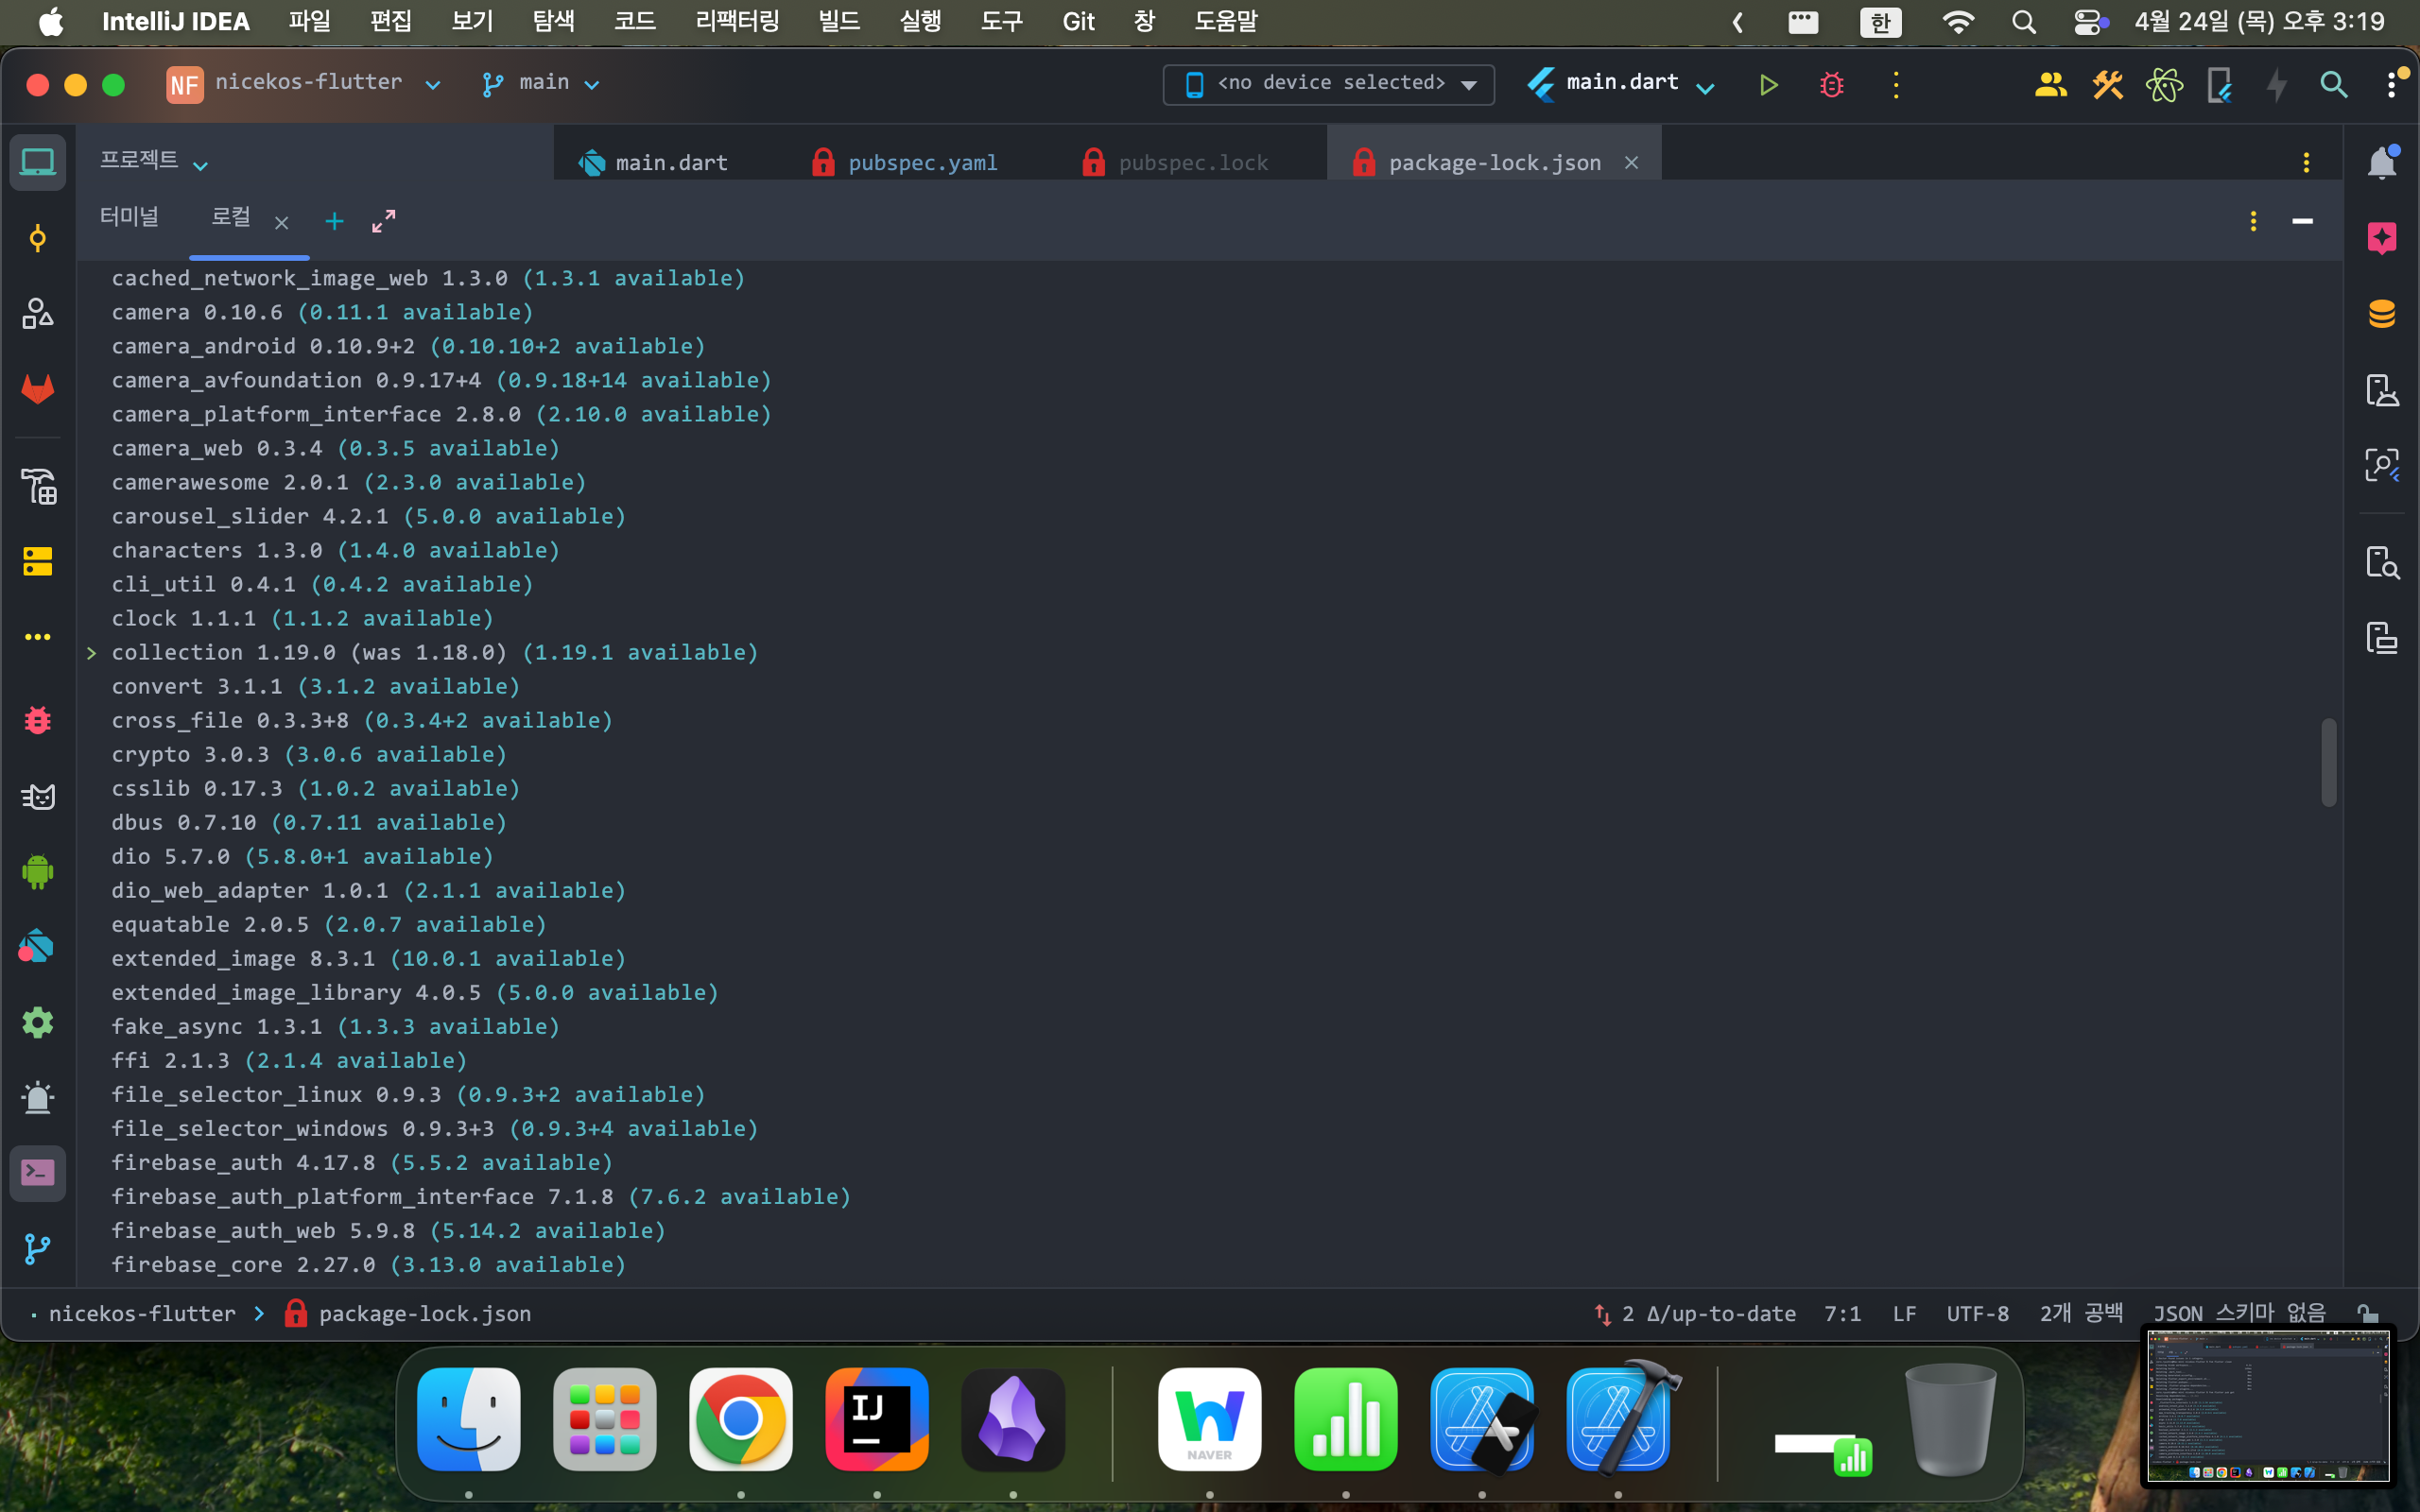 IntelliJ IDEA 파일 편집 보기 탐색 코드 리팩터링 빌드 실행 도구 Git 창 도움말 한 4월 24일 (목) 오후 3:19
NF nicekos-flutter main <no device selected> main.dart
프로젝트 main.dart pubspec.yaml pubspec.lock package-lock.json
터미널 로컬
cached_network_image_web 1.3.0 (1.3.1 available)
camera 0.10.6 (0.11.1 available)
camera_android 0.10.9+2 (0.10.10+2 available)
camera_avfoundation 0.9.17+4 (0.9.18+14 available)
camera_platform_interface 2.8.0 (2.10.0 available)
camera_web 0.3.4 (0.3.5 available)
camerawesome 2.0.1 (2.3.0 available)
carousel_slider 4.2.1 (5.0.0 available)
characters 1.3.0 (1.4.0 available)
cli_util 0.4.1 (0.4.2 available)
clock 1.1.1 (1.1.2 available)
> collection 1.19.0 (was 1.18.0) (1.19.1 available)
convert 3.1.1 (3.1.2 available)
cross_file 0.3.3+8 (0.3.4+2 available)
crypto 3.0.3 (3.0.6 available)
csslib 0.17.3 (1.0.2 available)
dbus 0.7.10 (0.7.11 available)
dio 5.7.0 (5.8.0+1 available)
dio_web_adapter 1.0.1 (2.1.1 available)
equatable 2.0.5 (2.0.7 available)
extended_image 8.3.1 (10.0.1 available)
extended_image_library 4.0.5 (5.0.0 available)
fake_async 1.3.1 (1.3.3 available)
ffi 2.1.3 (2.1.4 available)
file_selector_linux 0.9.3 (0.9.3+2 available)
file_selector_windows 0.9.3+3 (0.9.3+4 available)
firebase_auth 4.17.8 (5.5.2 available)
firebase_auth_platform_interface 7.1.8 (7.6.2 available)
firebase_auth_web 5.9.8 (5.14.2 available)
firebase_core 2.27.0 (3.13.0 available)
nicekos-flutter > package-lock.json 2 Δ/up-to-date 7:1 LF UTF-8 2개 공백 JSON 스키마 없음
IJ
NAVER